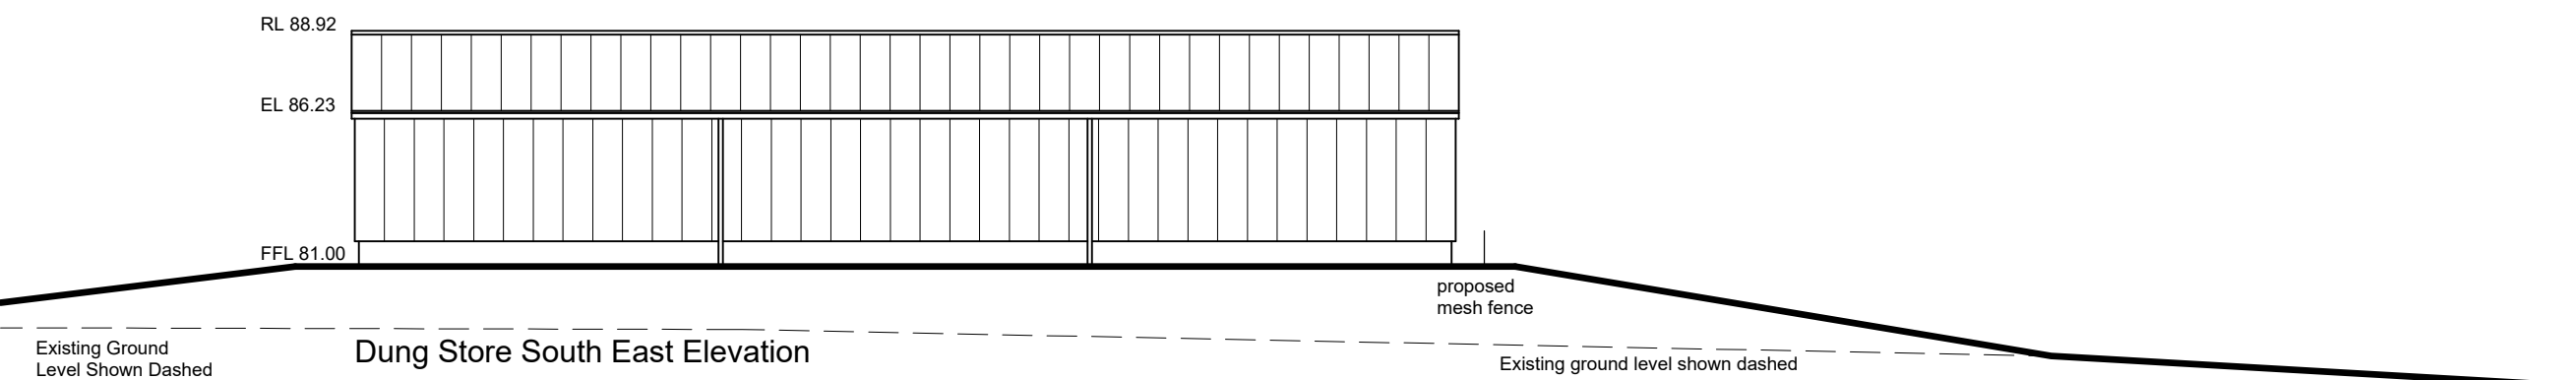 RL 88.92
EL 86.23
FFL 81.00
proposed
mesh fence
Existing Ground
Level Shown Dashed
Dung Store South East Elevation
Existing ground level shown dashed